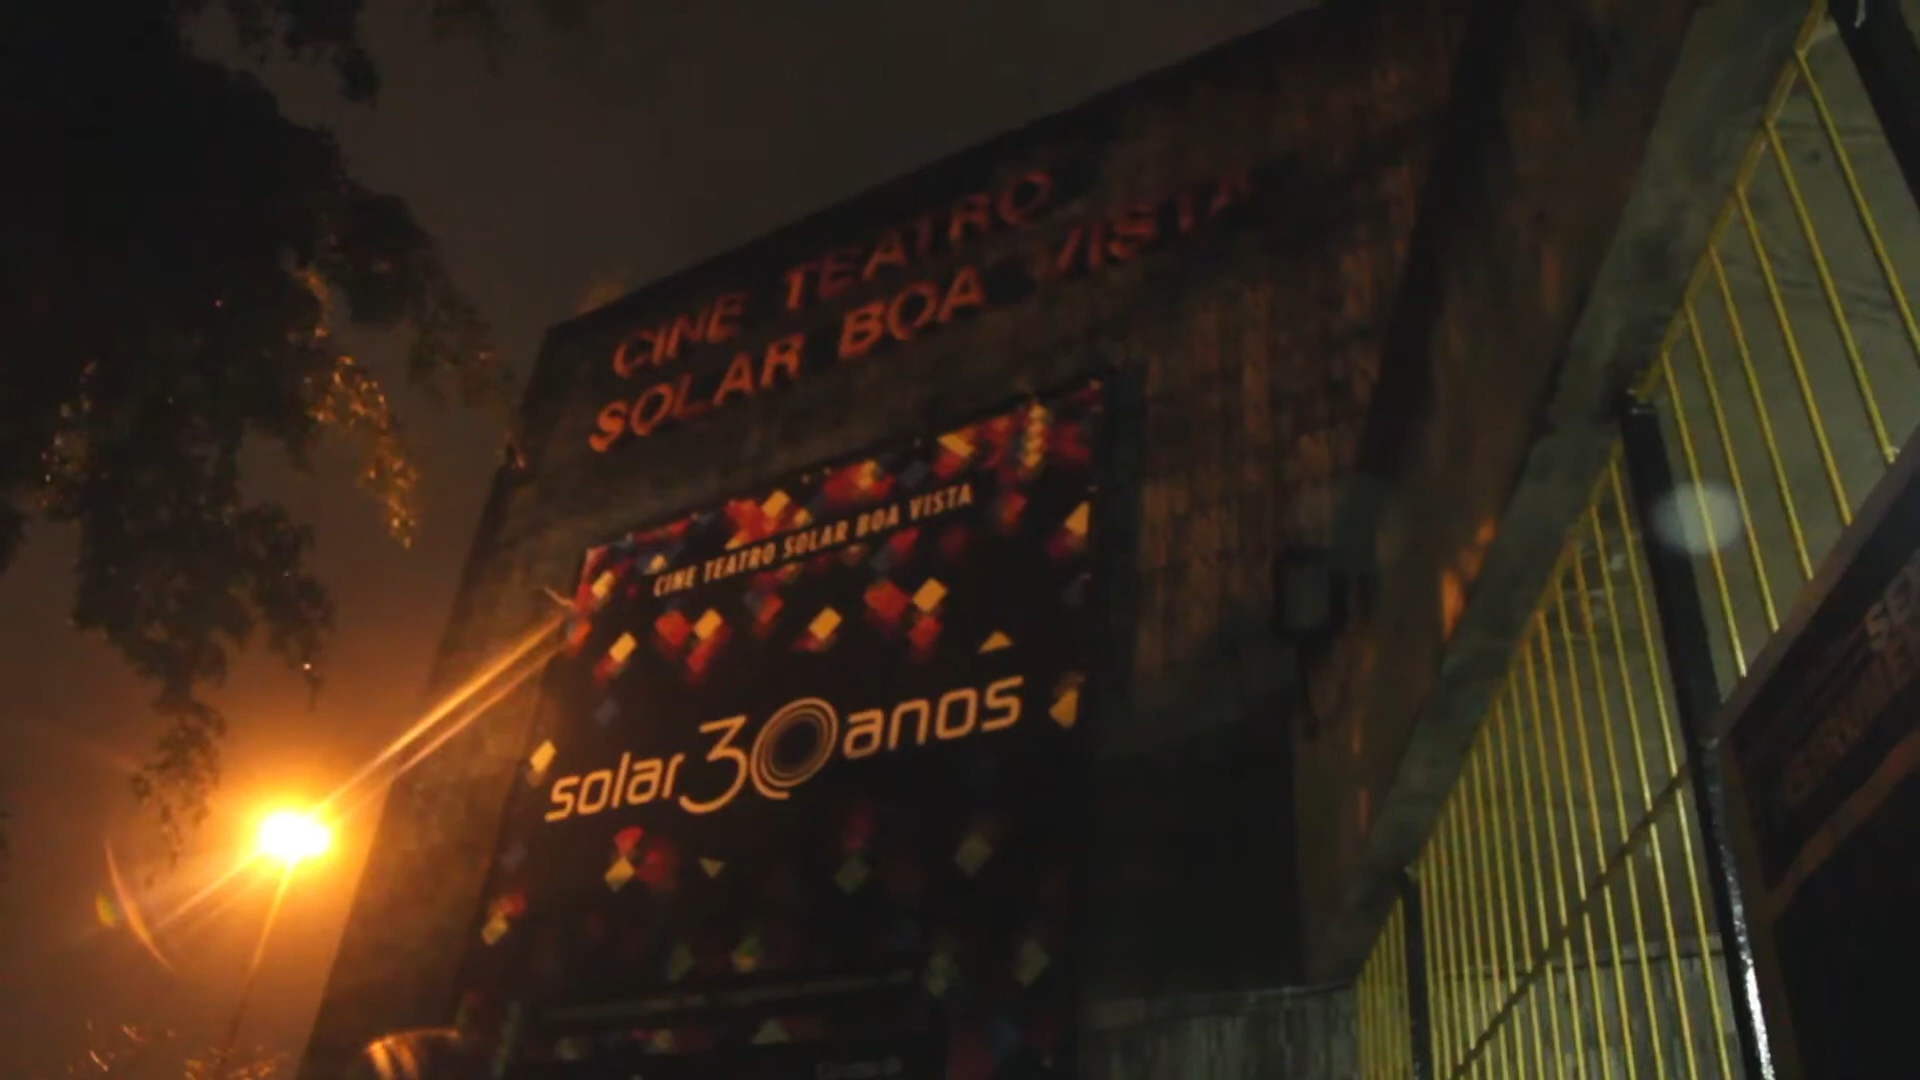 CINE TEATRO
SOLAR BOA VISTA
CINE TEATRO SOLAR BOA VISTA
solar30anos